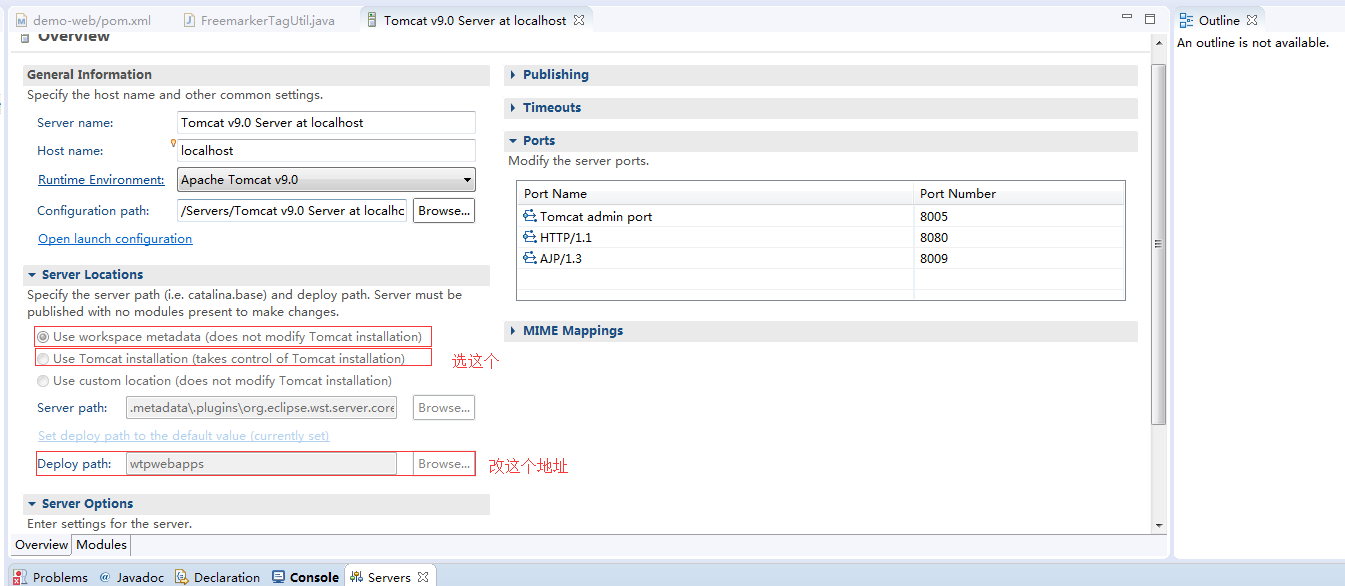 demo-web/pom.xml
FreemarkerTagUtil.java
Tomcat v9.0 Server at localhost
Outline
An outline is not available.
Overview
General Information
Specify the host name and other common settings.
Server name:
Tomcat v9.0 Server at localhost
Host name:
localhost
Runtime Environment:
Apache Tomcat v9.0
Configuration path:
/Servers/Tomcat v9.0 Server at localhc
Browse...
Open launch configuration
Server Locations
Specify the server path (i.e. catalina.base) and deploy path. Server must be
published with no modules present to make changes.
Use workspace metadata (does not modify Tomcat installation)
Use Tomcat installation (takes control of Tomcat installation)
选这个
Use custom location (does not modify Tomcat installation)
Server path:
.metadata\.plugins\org.eclipse.wst.server.core
Browse...
Set deploy path to the default value (currently set)
Deploy path:
wtpwebapps
Browse...
改这个地址
Server Options
Enter settings for the server.
Publishing
Timeouts
Ports
Modify the server ports.
Port Name
Port Number
Tomcat admin port
8005
HTTP/1.1
8080
AJP/1.3
8009
MIME Mappings
Overview
Modules
Problems
@ Javadoc
Declaration
Console
Servers